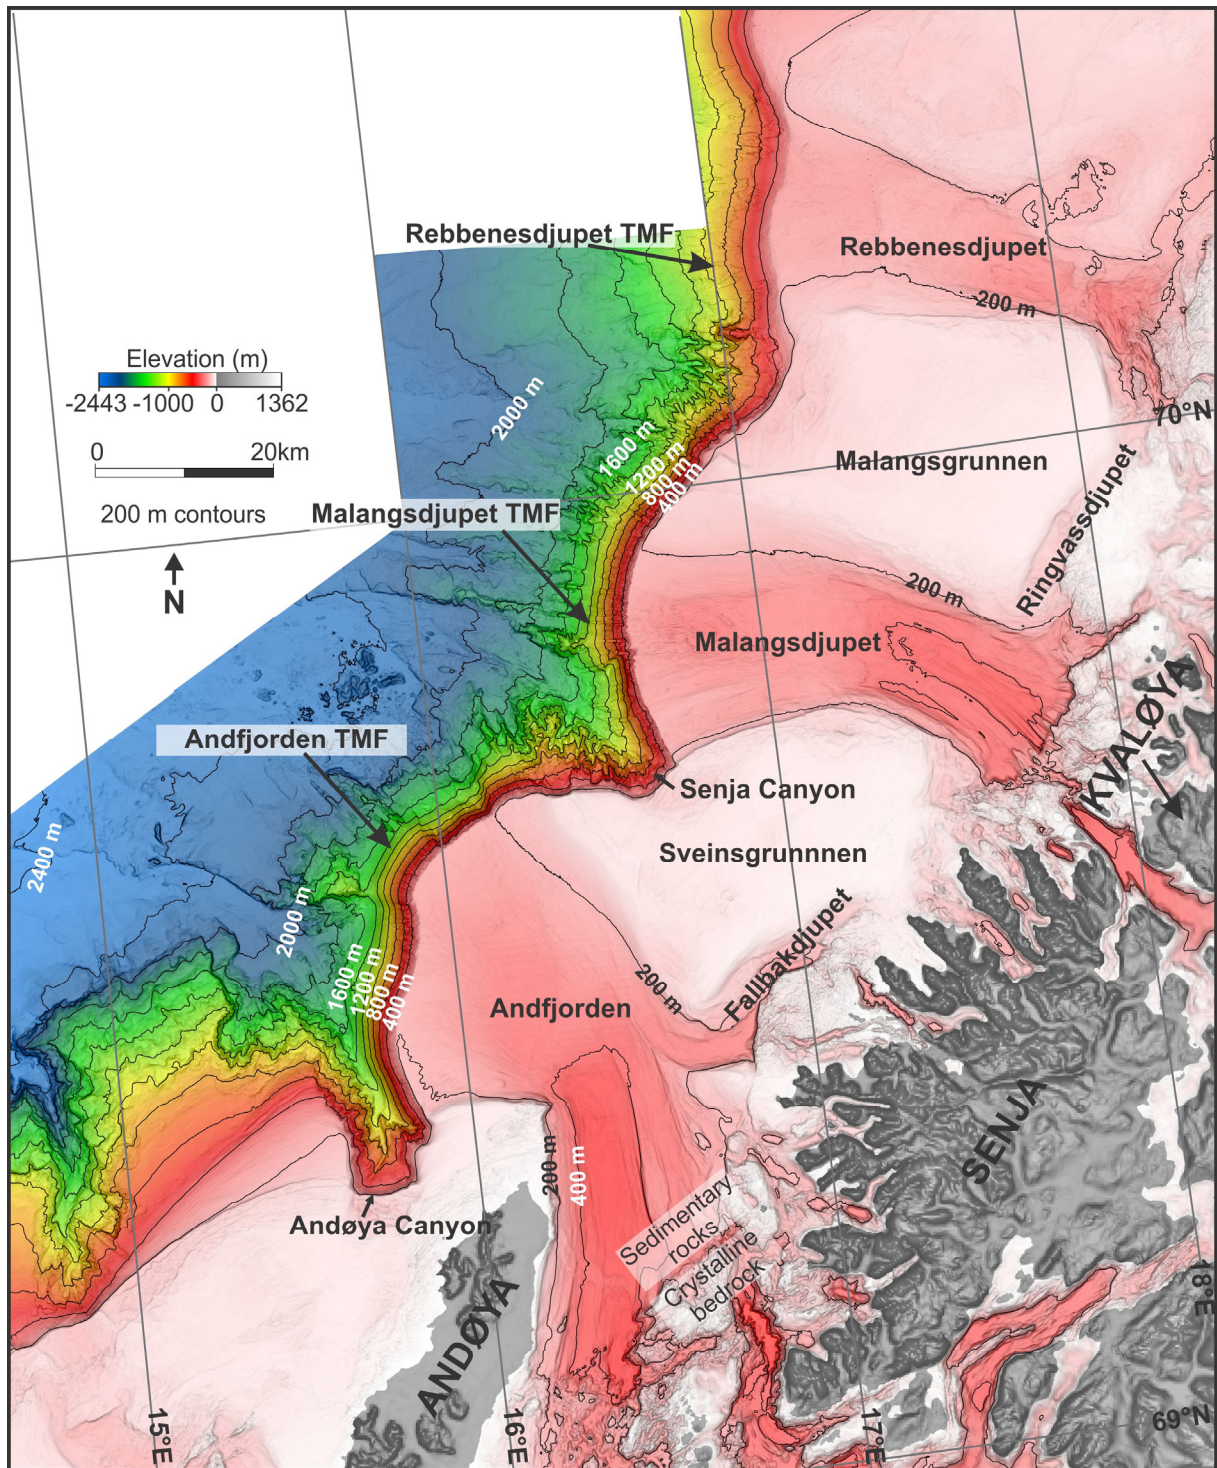 Rebbenesdjupet TMF
Rebbenesdjupet
200 m
Elevation (m)
-2443 -1000 0 1362
0 20km
200 m contours
N
2000 m
1600 m
1200 m
800 m
400 m
70°N
Malangsgrunnen
Ringvassdjupet
Malangsdjupet TMF
200 m
Malangsdjupet
KVALØYA
Andfjorden TMF
Senja Canyon
Sveinsgrunnnen
2400 m
2000 m
1600 m
1200 m
800 m
400 m
200 m
Fallbakdjupet
Andfjorden
SENJA
200 m
400 m
Andøya Canyon
Sedimentary
rocks
Crystalline
bedrock
ANDØYA
18°E
15°E
16°E
17°E
69°N